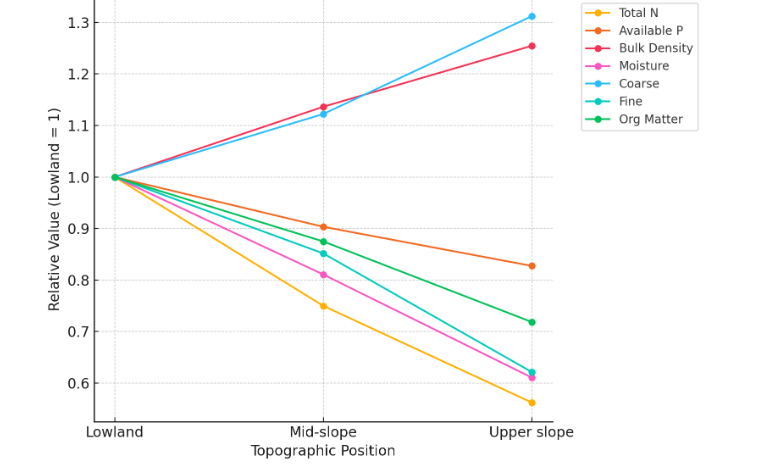 1.3
1.2
1.1
1.0
0.9
0.8
0.7
0.6
Relative Value (Lowland = 1)
Lowland
Mid-slope
Upper slope
Topographic Position
Total N
Available P
Bulk Density
Moisture
Coarse
Fine
Org Matter